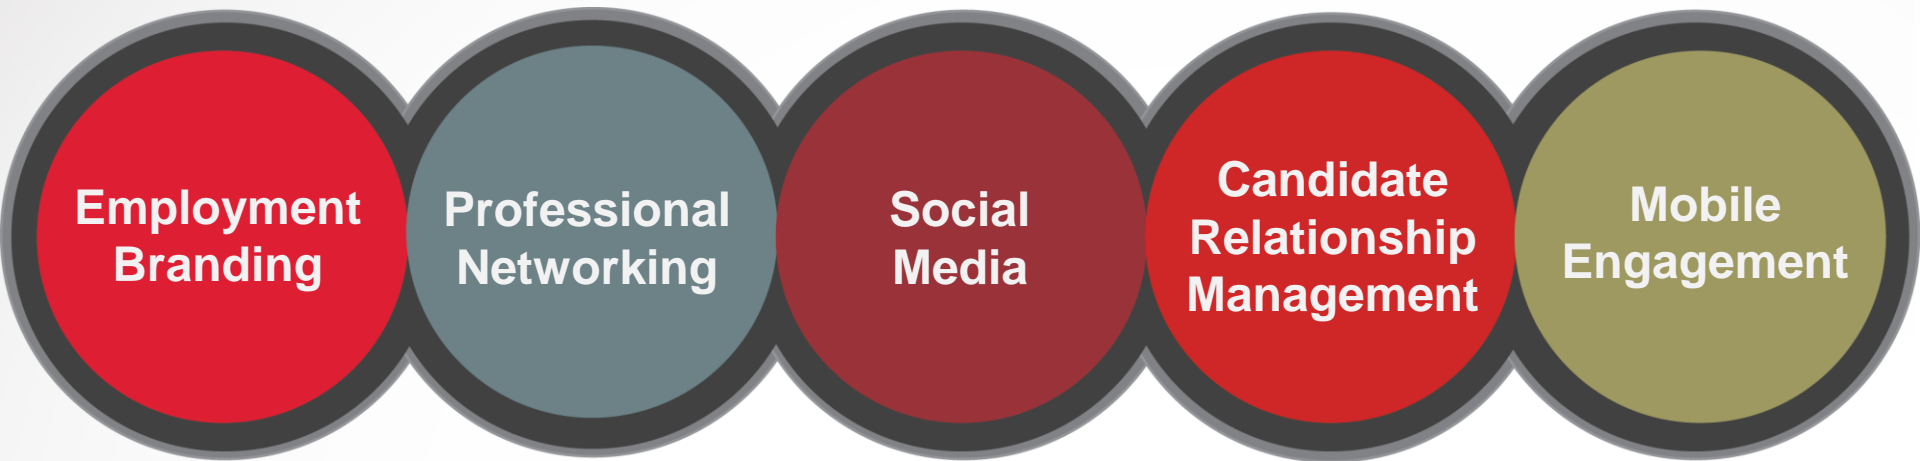 Employment
Branding
Professional
Networking
Social
Media
Candidate
Relationship
Management
Mobile
Engagement